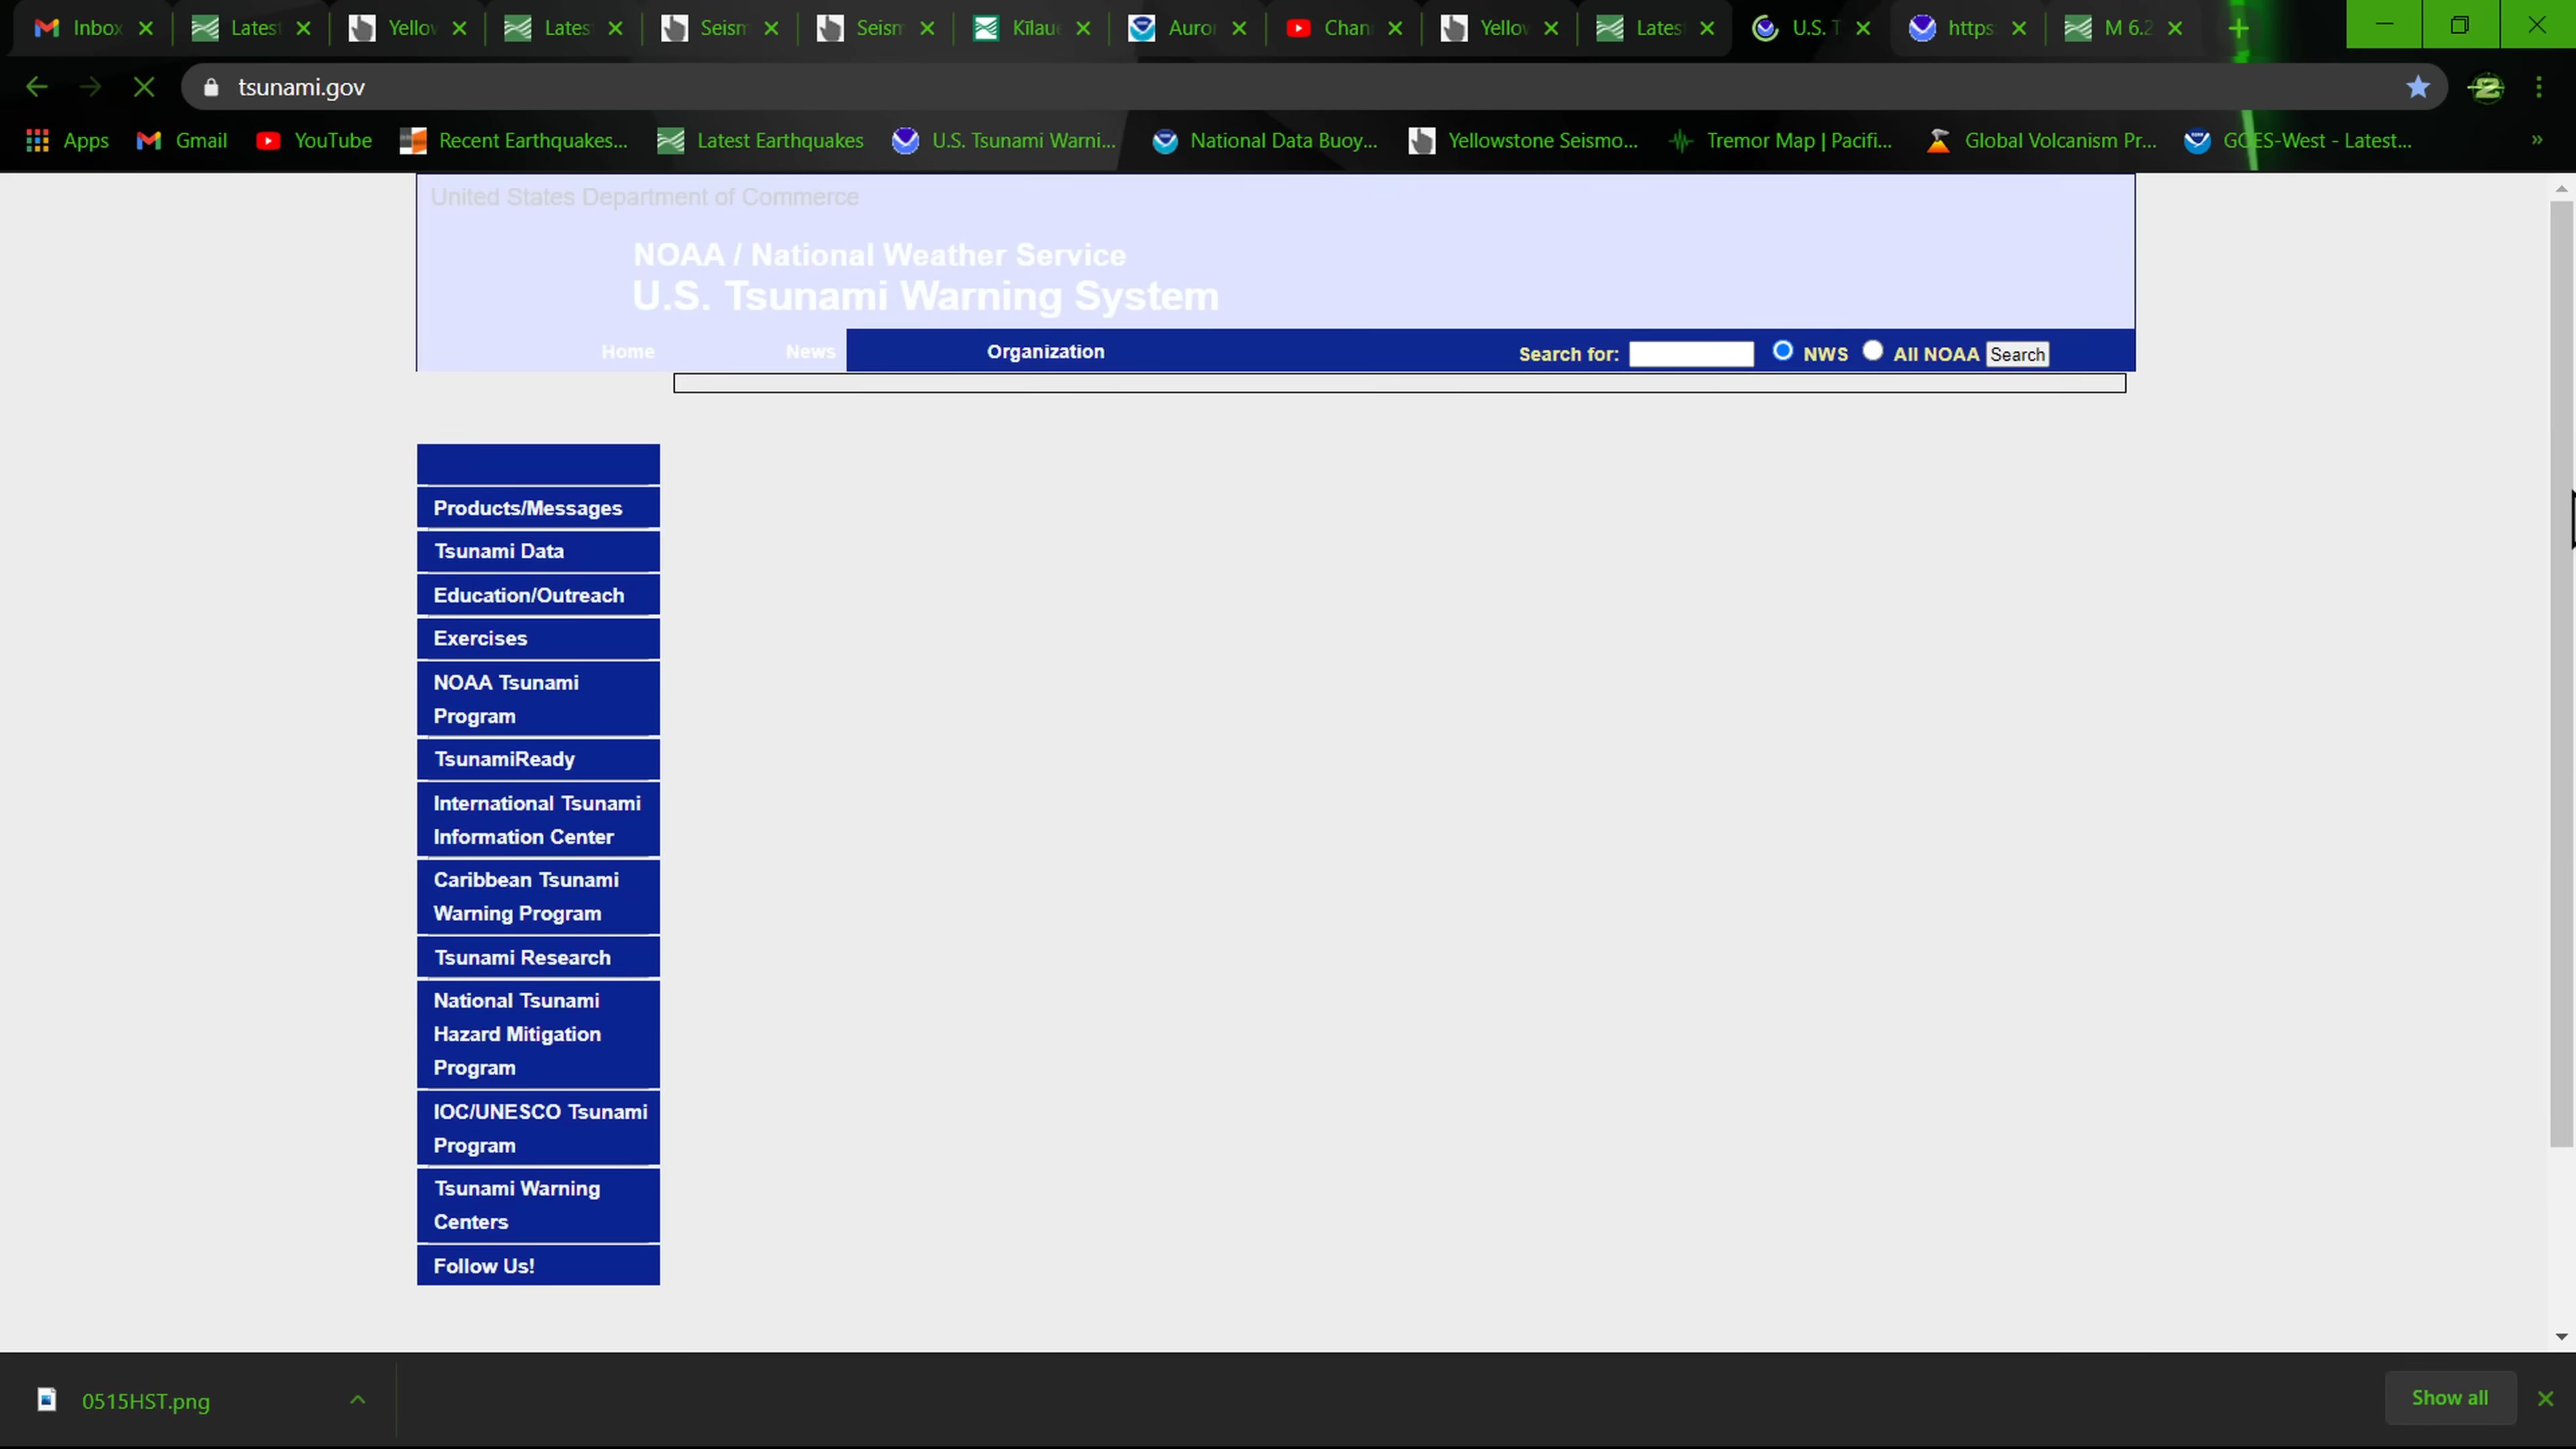 Inbox Latest Yellow Latest Seism Seism Kīlaue Auror Chan Yellow Latest U.S. T https M 6.2
tsunami.gov
Apps Gmail YouTube Recent Earthquakes... Latest Earthquakes U.S. Tsunami Warni... National Data Buoy... Yellowstone Seismo... Tremor Map | Pacifi... Global Volcanism Pr... GOES-West - Latest... »
United States Department of Commerce
NOAA / National Weather Service
U.S. Tsunami Warning System
Home News Organization Search for: NWS All NOAA Search
Products/Messages
Tsunami Data
Education/Outreach
Exercises
NOAA Tsunami
Program
TsunamiReady
International Tsunami
Information Center
Caribbean Tsunami
Warning Program
Tsunami Research
National Tsunami
Hazard Mitigation
Program
IOC/UNESCO Tsunami
Program
Tsunami Warning
Centers
Follow Us!
0515HST.png Show all